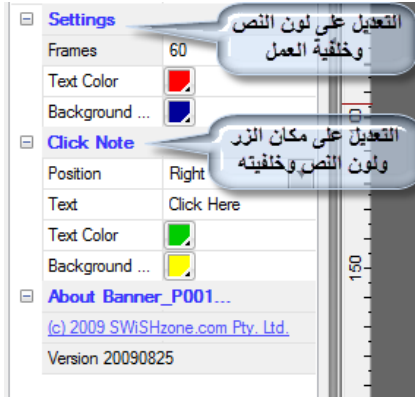 Settings
التعديل على لون النص
وخلفية العمل
Frames 60
Text Color
Background ...
Click Note
التعديل على مكان الزر
ولون النص وخلفيته
Position Right
Text Click Here
Text Color
Background ...
About Banner_P001...
(c) 2009 SWiSHzone.com Pty. Ltd.
Version 20090825
150